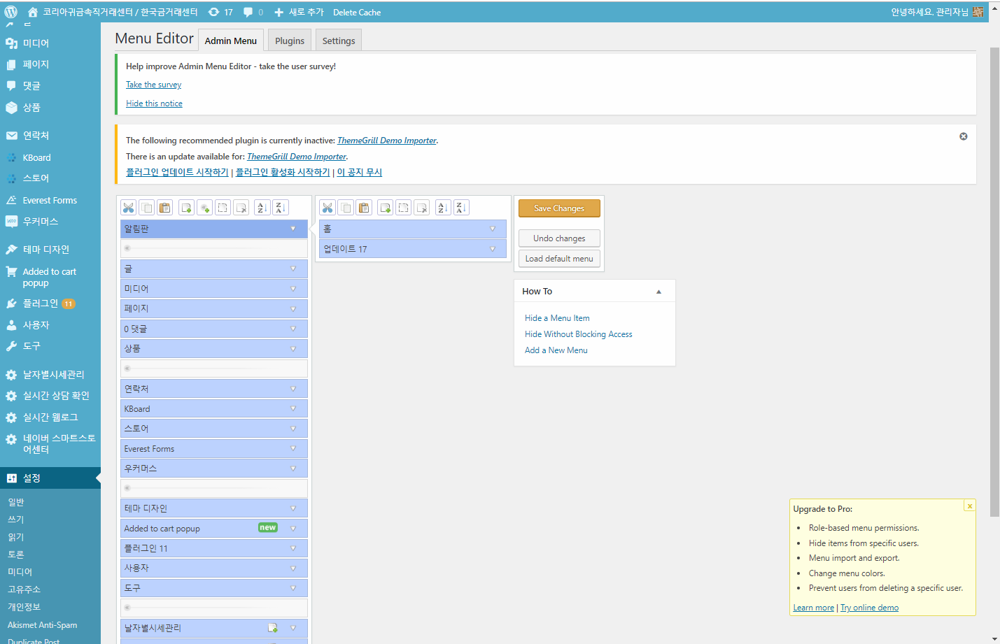 코리아귀금속직거래센터 / 한국금거래센터
17
0
새로 추가
Delete Cache
안녕하세요, 관리자님
글
미디어
페이지
댓글
상품
연락처
KBoard
스토어
Everest Forms
우커머스
테마 디자인
Added to cart
popup
플러그인 11
사용자
도구
날자별시세관리
실시간 상담 확인
실시간 웹로그
네이버 스마트스토
어센터
설정
일반
쓰기
읽기
토론
미디어
고유주소
개인정보
Akismet Anti-Spam
Duplicate Post
Menu Editor
Admin Menu
Plugins
Settings
Help improve Admin Menu Editor - take the user survey!
Take the survey
Hide this notice
The following recommended plugin is currently inactive: ThemeGrill Demo Importer.
There is an update available for: ThemeGrill Demo Importer.
플러그인 업데이트 시작하기 | 플러그인 활성화 시작하기 | 이 공지 무시
알림판
글
미디어
페이지
0 댓글
상품
연락처
KBoard
스토어
Everest Forms
우커머스
테마 디자인
Added to cart popup
new
플러그인 11
사용자
도구
날자별시세관리
홈
업데이트 17
Save Changes
Undo changes
Load default menu
How To
Hide a Menu Item
Hide Without Blocking Access
Add a New Menu
Upgrade to Pro:
x
• Role-based menu permissions.
• Hide items from specific users.
• Menu import and export.
• Change menu colors.
• Prevent users from deleting a specific user.
Learn more | Try online demo